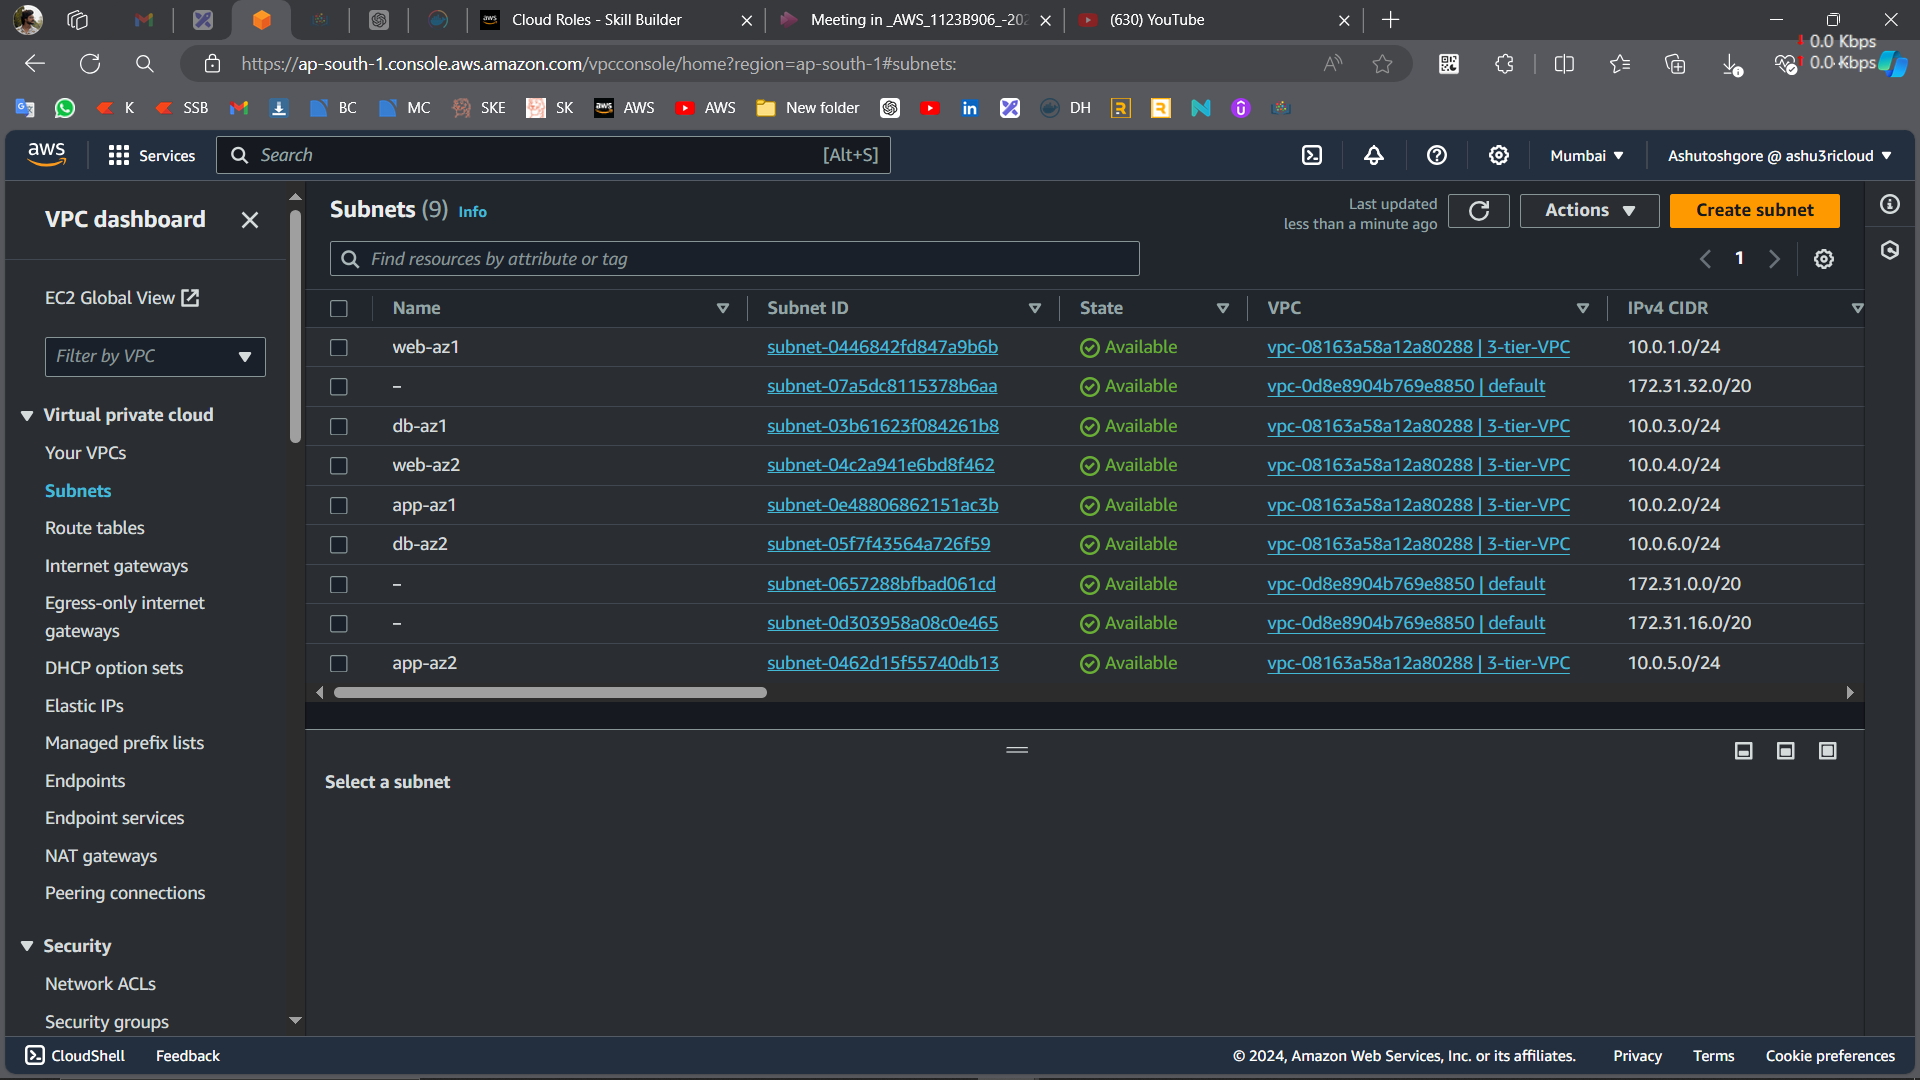 Cloud Roles - Skill Builder
Meeting in _AWS_1123B906_-202
(630) YouTube
0.0 Kbps
0.0 Kbps
https://ap-south-1.console.aws.amazon.com/vpcconsole/home?region=ap-south-1#subnets:
K SSB BC MC SKE SK AWS AWS New folder DH
aws Services Search [Alt+S] Mumbai Ashutoshgore @ ashu3ricloud
VPC dashboard
EC2 Global View
Filter by VPC
Virtual private cloud
Your VPCs
Subnets
Route tables
Internet gateways
Egress-only internet
gateways
DHCP option sets
Elastic IPs
Managed prefix lists
Endpoints
Endpoint services
NAT gateways
Peering connections
Security
Network ACLs
Security groups
Subnets (9) Info
Last updated
less than a minute ago
Actions
Create subnet
Find resources by attribute or tag
1
Name Subnet ID State VPC IPv4 CIDR
web-az1 subnet-0446842fd847a9b6b Available vpc-08163a58a12a80288 | 3-tier-VPC 10.0.1.0/24
– subnet-07a5dc8115378b6aa Available vpc-0d8e8904b769e8850 | default 172.31.32.0/20
db-az1 subnet-03b61623f084261b8 Available vpc-08163a58a12a80288 | 3-tier-VPC 10.0.3.0/24
web-az2 subnet-04c2a941e6bd8f462 Available vpc-08163a58a12a80288 | 3-tier-VPC 10.0.4.0/24
app-az1 subnet-0e48806862151ac3b Available vpc-08163a58a12a80288 | 3-tier-VPC 10.0.2.0/24
db-az2 subnet-05f7f43564a726f59 Available vpc-08163a58a12a80288 | 3-tier-VPC 10.0.6.0/24
– subnet-0657288bfbad061cd Available vpc-0d8e8904b769e8850 | default 172.31.0.0/20
– subnet-0d303958a08c0e465 Available vpc-0d8e8904b769e8850 | default 172.31.16.0/20
app-az2 subnet-0462d15f55740db13 Available vpc-08163a58a12a80288 | 3-tier-VPC 10.0.5.0/24
Select a subnet
CloudShell Feedback © 2024, Amazon Web Services, Inc. or its affiliates. Privacy Terms Cookie preferences